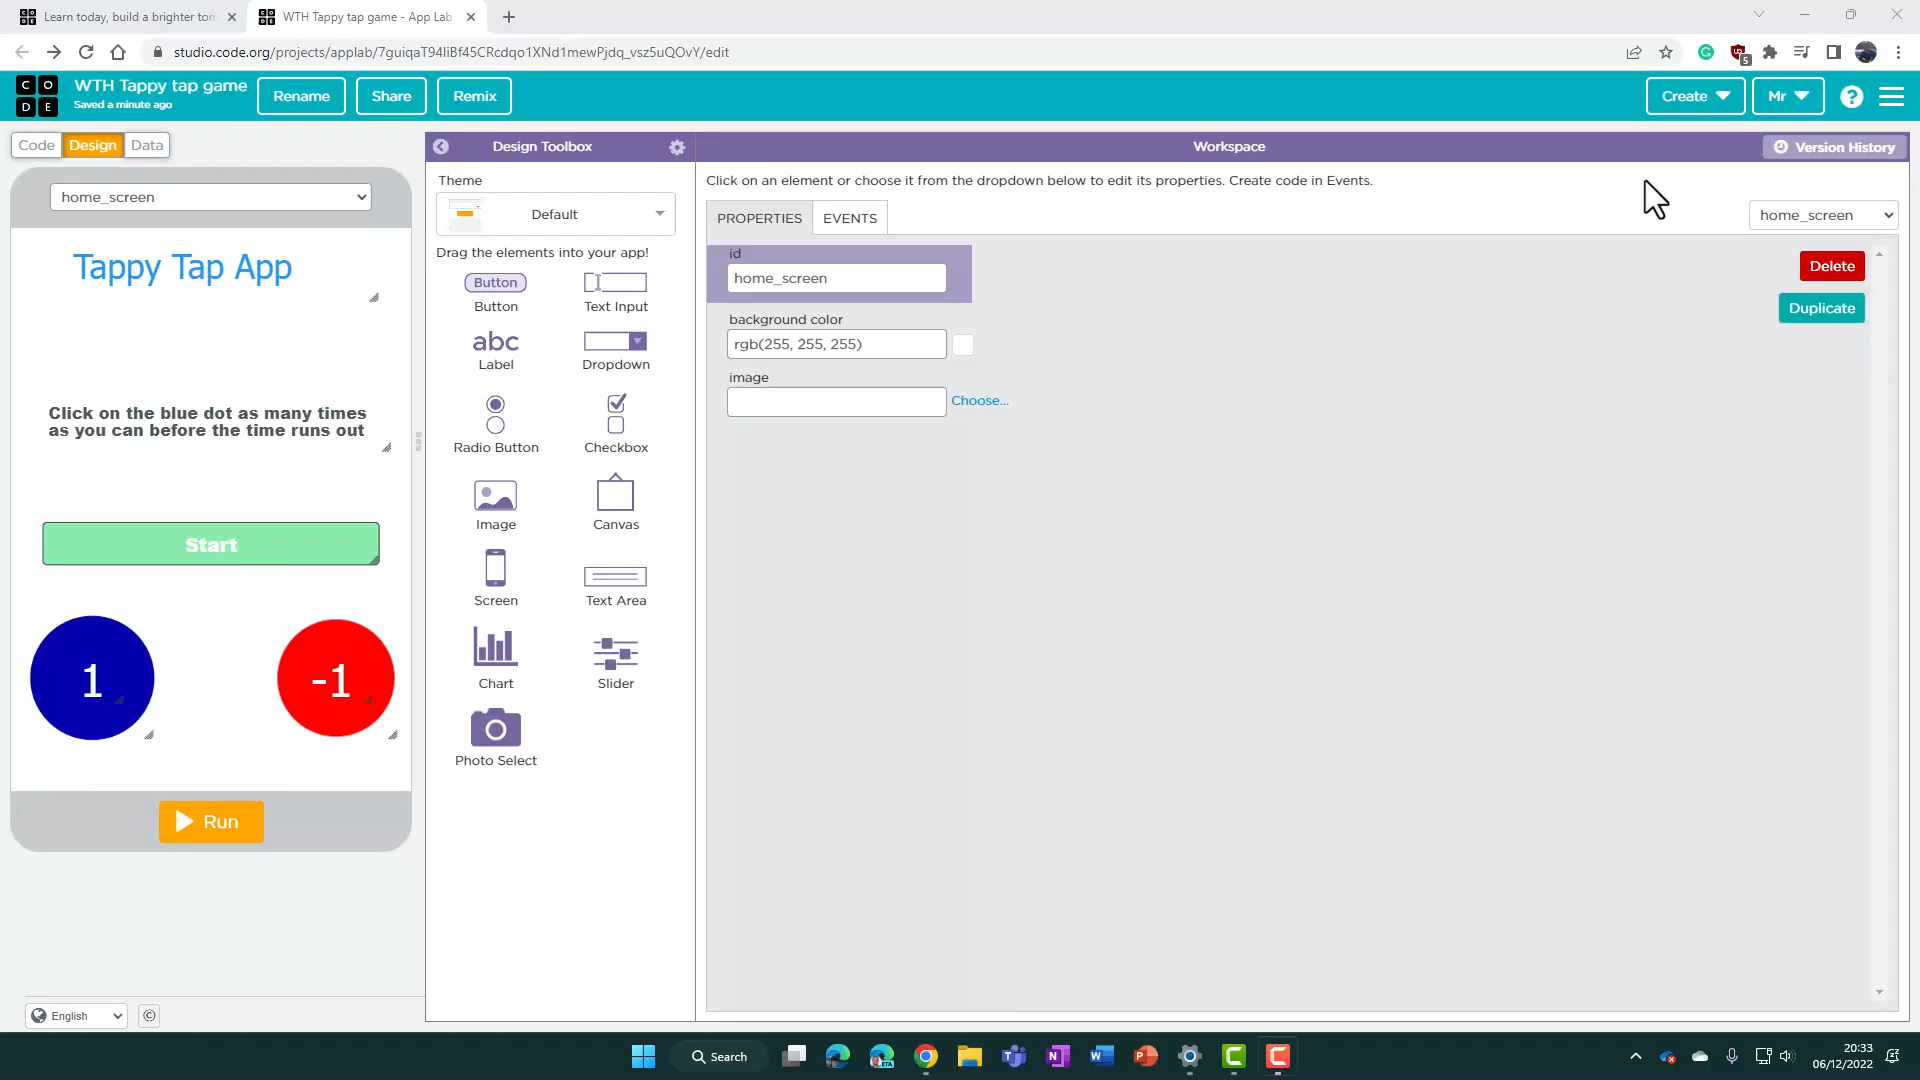 Learn today, build a brighter tom
WTH Tappy tap game - App Lab
studio.code.org/projects/applab/7guiqaT94IiBf45CRcdqo1XNd1mewPjdq_vsz5uQOvY/edit
5
C O
D E
WTH Tappy tap game
Saved a minute ago
Rename
Share
Remix
Create
Mr
?
Code
Design
Data
Design Toolbox
Workspace
Version History
home_screen
Theme
Default
Click on an element or choose it from the dropdown below to edit its properties. Create code in Events.
PROPERTIES
EVENTS
home_screen
Tappy Tap App
Drag the elements into your app!
id
home_screen
Delete
Button
Button
Text Input
background color
rgb(255, 255, 255)
Duplicate
abc
Label
Dropdown
image
Choose...
Click on the blue dot as many times
as you can before the time runs out
Radio Button
Checkbox
Image
Canvas
Start
Screen
Text Area
1
-1
Chart
Slider
Photo Select
Run
English
©
Search
20:33
06/12/2022